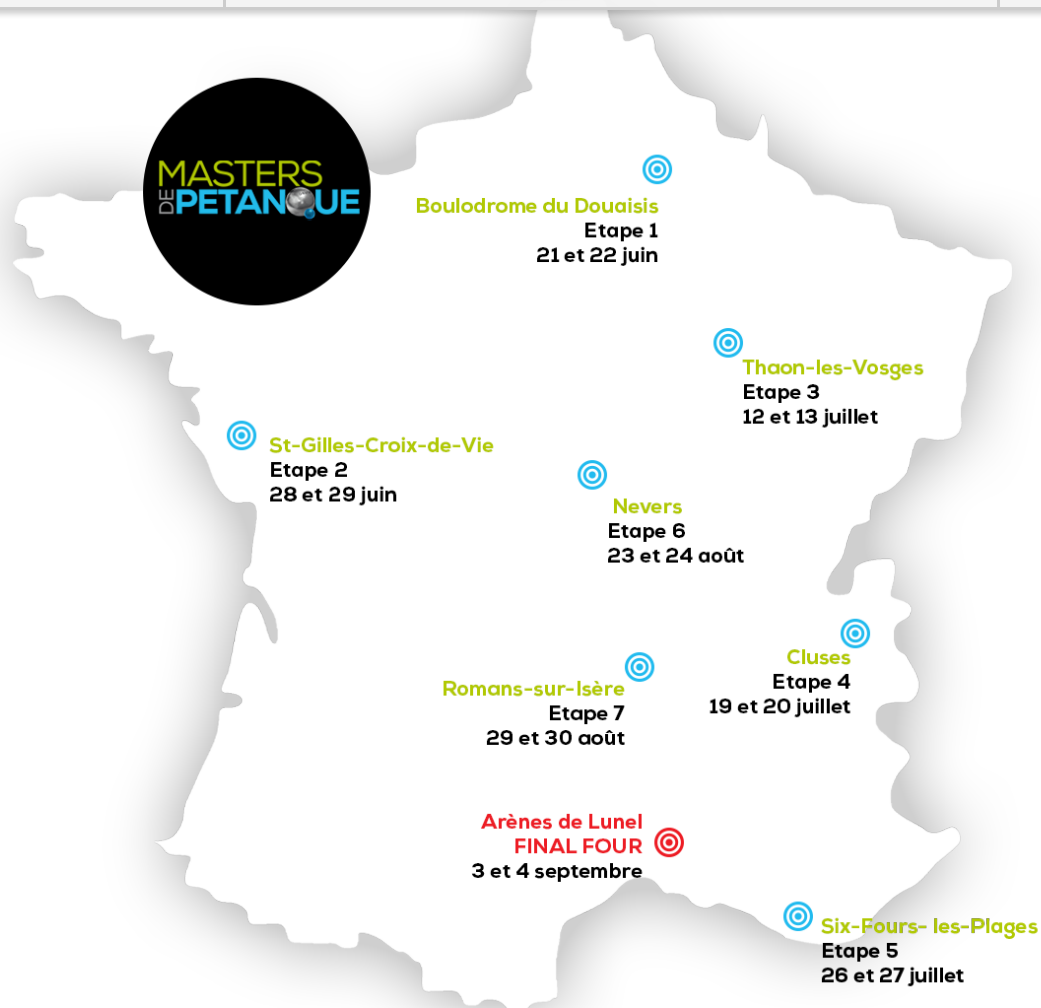 MASTERS
DE PETANQUE
Boulodrome du Douaisis
Etape 1
21 et 22 juin
Thaon-les-Vosges
Etape 3
12 et 13 juillet
St-Gilles-Croix-de-Vie
Etape 2
28 et 29 juin
Nevers
Etape 6
23 et 24 août
Cluses
Etape 4
19 et 20 juillet
Romans-sur-Isère
Etape 7
29 et 30 août
Arènes de Lunel
FINAL FOUR
3 et 4 septembre
Six-Fours- les-Plages
Etape 5
26 et 27 juillet